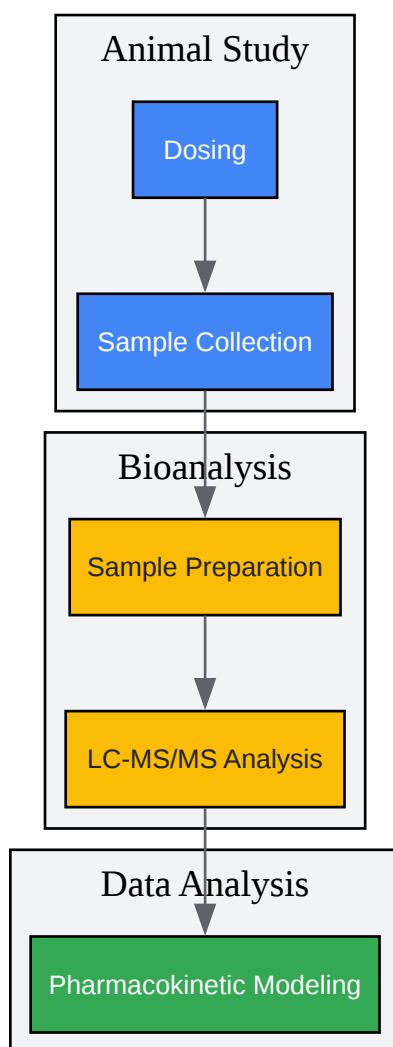 Animal Study
Dosing
Sample Collection
Bioanalysis
Sample Preparation
LC-MS/MS Analysis
Data Analysis
Pharmacokinetic Modeling